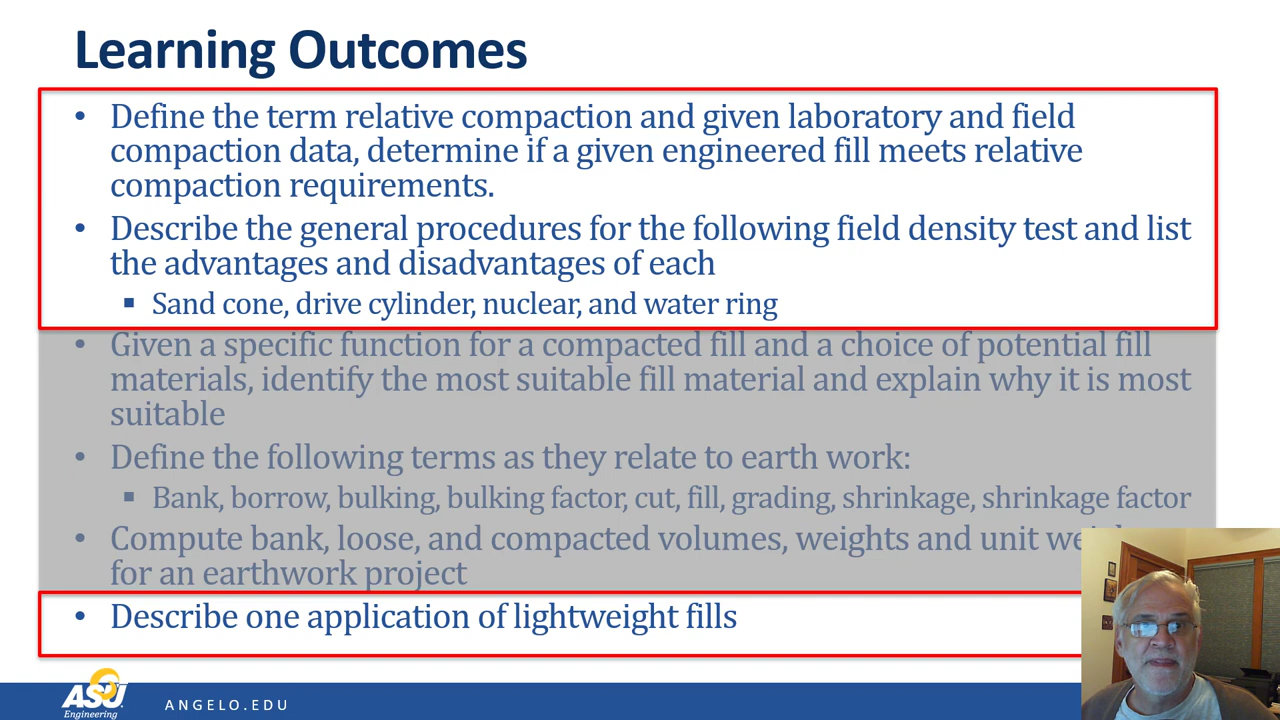 Learning Outcomes
• Define the term relative compaction and given laboratory and field
compaction data, determine if a given engineered fill meets relative
compaction requirements.
• Describe the general procedures for the following field density test and list
the advantages and disadvantages of each
▪ Sand cone, drive cylinder, nuclear, and water ring
• Given a specific function for a compacted fill and a choice of potential fill
materials, identify the most suitable fill material and explain why it is most
suitable
• Define the following terms as they relate to earth work:
▪ Bank, borrow, bulking, bulking factor, cut, fill, grading, shrinkage, shrinkage factor
• Compute bank, loose, and compacted volumes, weights and unit
for an earthwork project
• Describe one application of lightweight fills
ASU
Engineering
ANGELO.EDU